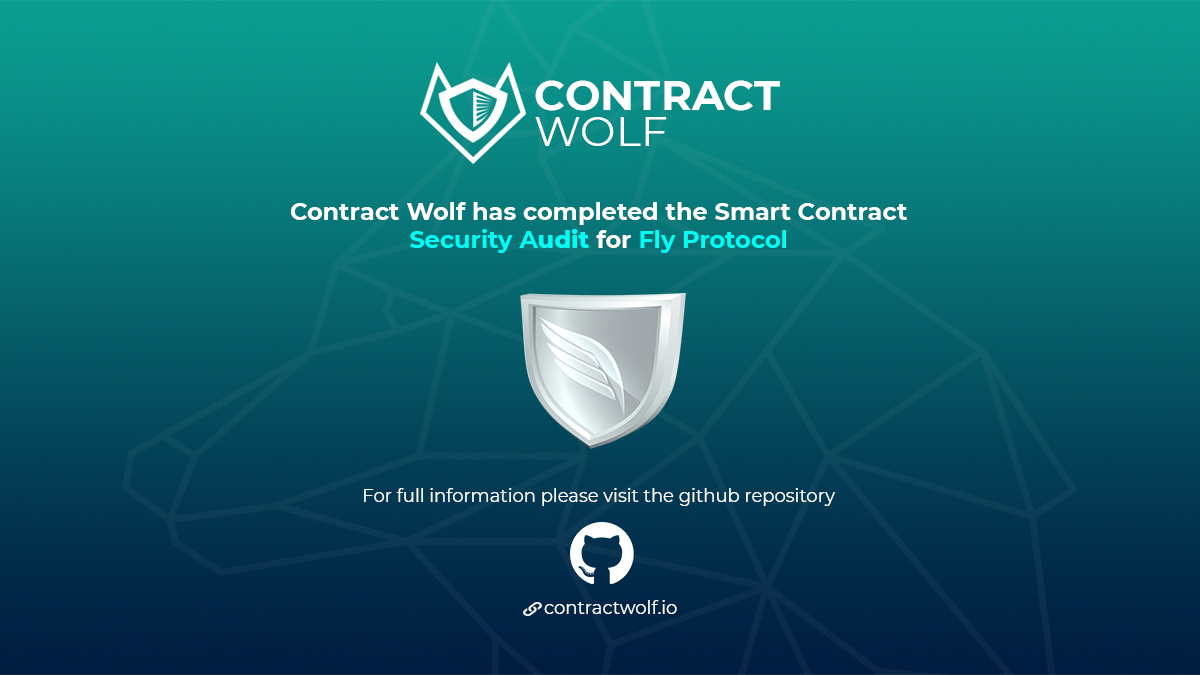 CONTRACT
WOLF
Contract Wolf has completed the Smart Contract
Security Audit for Fly Protocol
For full information please visit the github repository
contractwolf.io